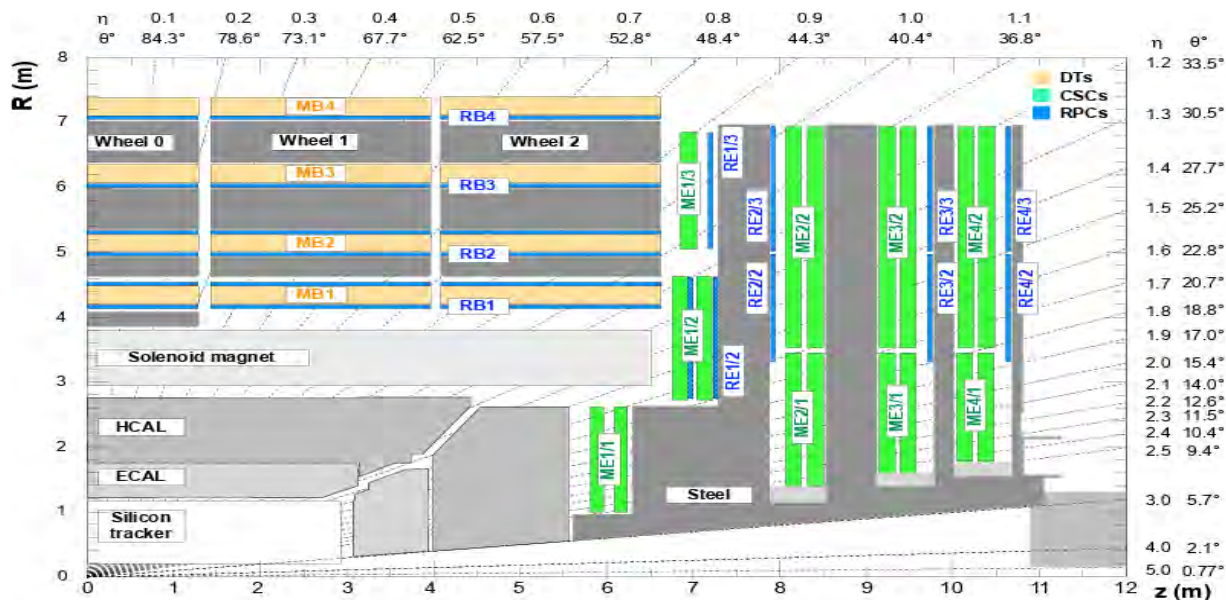 η 0.1 0.2 0.3 0.4 0.5 0.6 0.7 0.8 0.9 1.0 1.1
θ° 84.3° 78.6° 73.1° 67.7° 62.5° 57.5° 52.8° 48.4° 44.3° 40.4° 36.8° η θ°
R (m)
8
7
6
5
4
3
2
1
0
1.2 33.5°
1.3 30.5°
1.4 27.7°
1.5 25.2°
1.6 22.8°
1.7 20.7°
1.8 18.8°
1.9 17.0°
2.0 15.4°
2.1 14.0°
2.2 12.6°
2.3 11.5°
2.4 10.4°
2.5 9.4°
3.0 5.7°
4.0 2.1°
5.0 0.77°
DTs
CSCs
RPCs
MB4
RB4
Wheel 0 Wheel 1 Wheel 2
MB3
RB3
MB2
RB2
MB1
RB1
Solenoid magnet
HCAL
ECAL
Silicon
tracker
Steel
ME1/3
RE1/3
ME1/2
RE1/2
ME1/1
RE2/3
RE2/2
ME2/2
ME2/1
ME3/2
ME3/1
RE3/3
RE3/2
ME4/2
ME4/1
RE4/3
RE4/2
0 1 2 3 4 5 6 7 8 9 10 11 12
z (m)